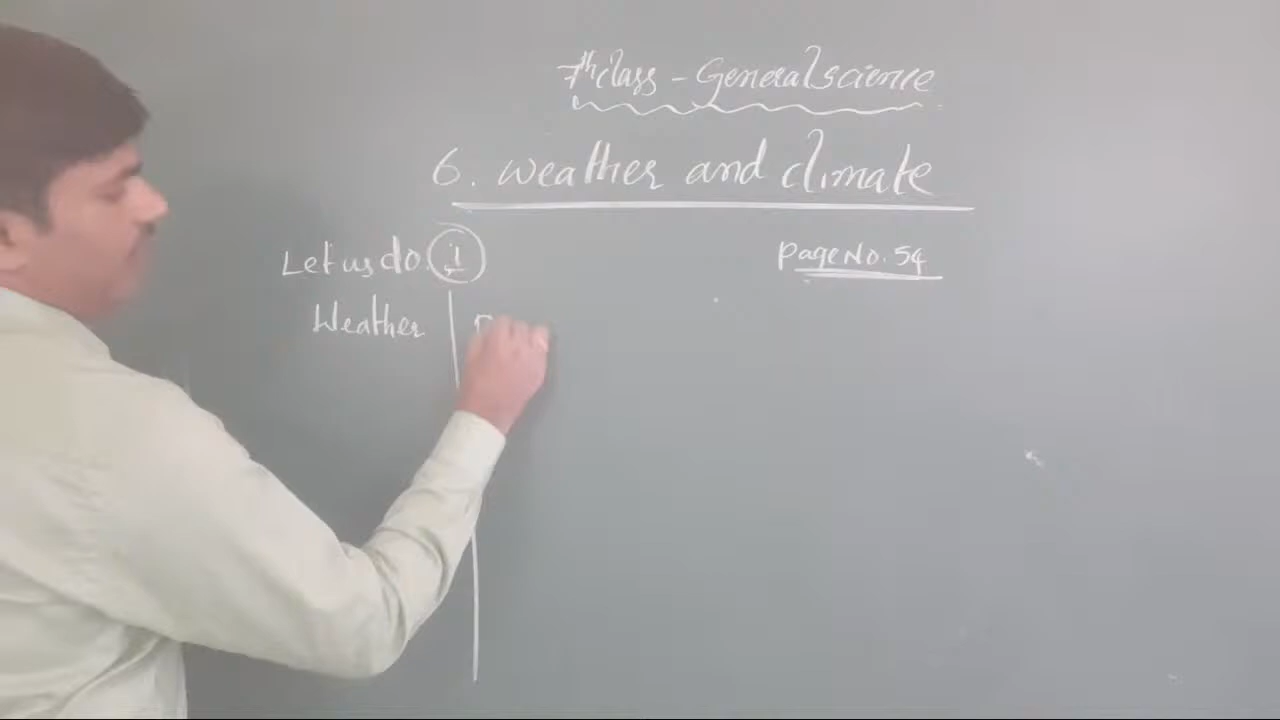 7th class - General science
6. weather and climate
Let us do. 1
Page No. 54
Weather